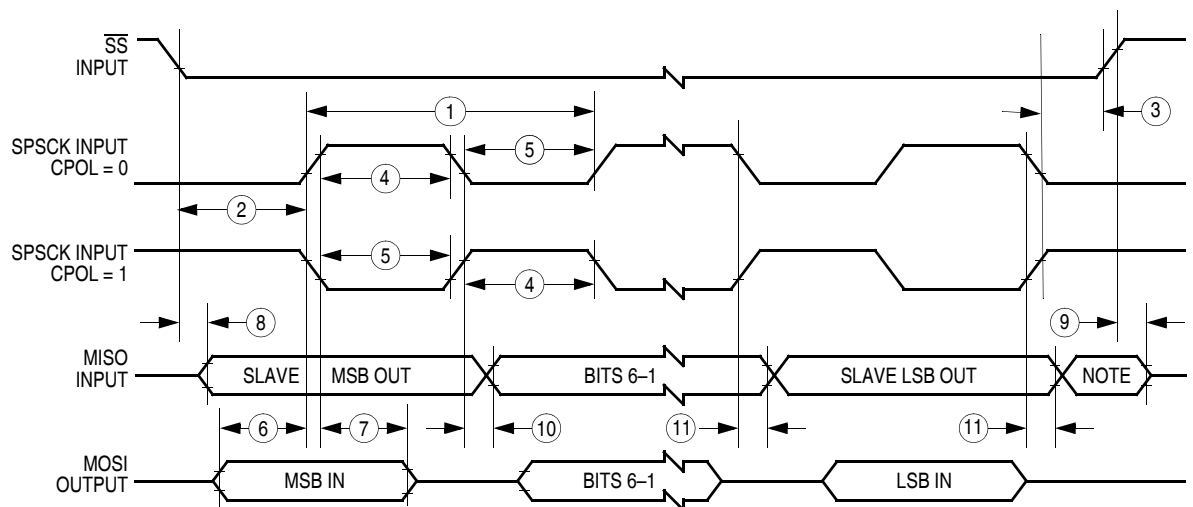 SS
INPUT
3
1
SPSCK INPUT
CPOL = 0
5
4
2
SPSCK INPUT
CPOL = 1
5
4
8
9
MISO
INPUT
SLAVE MSB OUT
BITS 6–1
SLAVE LSB OUT
NOTE
6
7
10
11
11
MOSI
OUTPUT
MSB IN
BITS 6–1
LSB IN